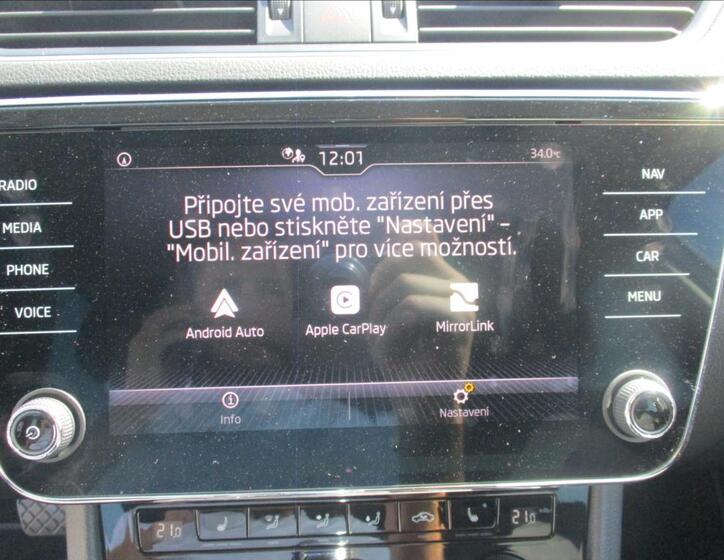 12:01
34.0°C
RADIO
MEDIA
PHONE
VOICE
Připojte své mob. zařízení přes
USB nebo stiskněte "Nastavení" –
"Mobil. zařízení" pro více možností.
Android Auto
Apple CarPlay
MirrorLink
Info
Nastavení
NAV
APP
CAR
MENU
21.0
21.0